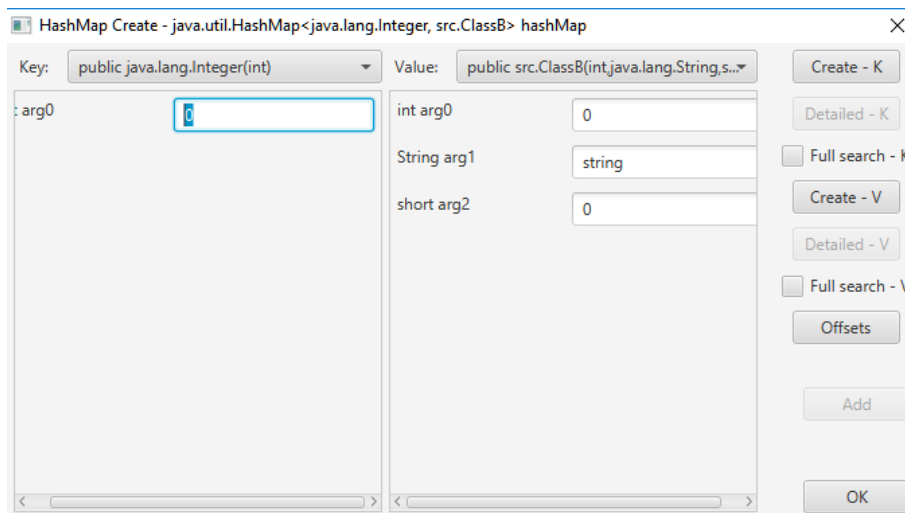 HashMap Create - java.util.HashMap<java.lang.Integer, src.ClassB> hashMap
Key: public java.lang.Integer(int) Value: public src.ClassB(int,java.lang.String,s... Create - K
: arg0 0 int arg0 0 Detailed - K
String arg1 string Full search - K
short arg2 0 Create - V
Detailed - V
Full search - V
Offsets
Add
OK